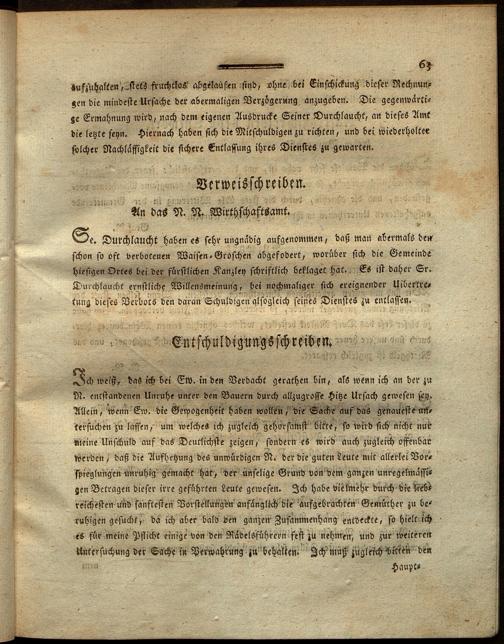 63
aufzuhalten, stets fruchtlos abgelaufen sind, ohne bei Einschickung dieser Rechnun-
gen die mindeste Ursache der abermaligen Verzögerung anzugeben. Die gegenwärti-
ge Ermahnung wird, nach dem eigenen Ausdrucke Seiner Durchlaucht, an dieses Amt
die letzte seyn. Hiernach haben sich die Mitschuldigen zu richten, und bei wiederholter
solcher Nachlässigkeit die sichere Entlassung ihres Dienstes zu gewarten.
Verweisschreiben.
An das N. N. Wirthschaftsamt.
Se. Durchlaucht haben es sehr ungnädig aufgenommen, daß man abermals den
schon so oft verbotenen Waisen-Groschen abgefodert, worüber sich die Gemeinde
hiesigen Ortes bei der fürstlichen Kanzley schriftlich beklaget hat. Es ist daher Sr.
Durchlaucht ernstliche Willensmeinung, bei nochmaliger sich ereignender Uibertre-
tung dieses Verbots den daran Schuldigen alsogleich seines Dienstes zu entlassen.
Entschuldigungsschreiben.
Ich weiß, das ich bei Ew. in den Verdacht gerathen bin, als wenn ich an der zu
N. entstandenen Unruhe unter den Bauern durch allzugrosse Hitze Ursach gewesen sey.
Allein, wenn Ew. die Gewogenheit haben wollen, die Sache auf das genaueste un-
tersuchen zu lassen, um welches ich zugleich gehorsamst bitte, so wird sich nicht nur
meine Unschuld auf das Deutlichste zeigen, sondern es wird auch zugleich offenbar
werden, daß die Aufhetzung des unwürdigen N. der die guten Leute mit allerlei Vor-
spieglungen unruhig gemacht hat, der unselige Grund von dem ganzen unregelmässi-
gen Betragen dieser irre geführten Leute gewesen. Ich habe vielmehr durch die lieb-
reichesten und sanftesten Vorstellungen anfänglich die aufgebrachten Gemüther zu be-
ruhigen gesucht, da ich aber bald den ganzen Zusammenhang entdeckte, so hielt ich
es für meine Pflicht einige von den Rädelsführern fest zu nehmen, und zur weiteren
Untersuchung der Sache in Verwahrung zu behalten. Ich muß zugleich bitten den
Haupt-